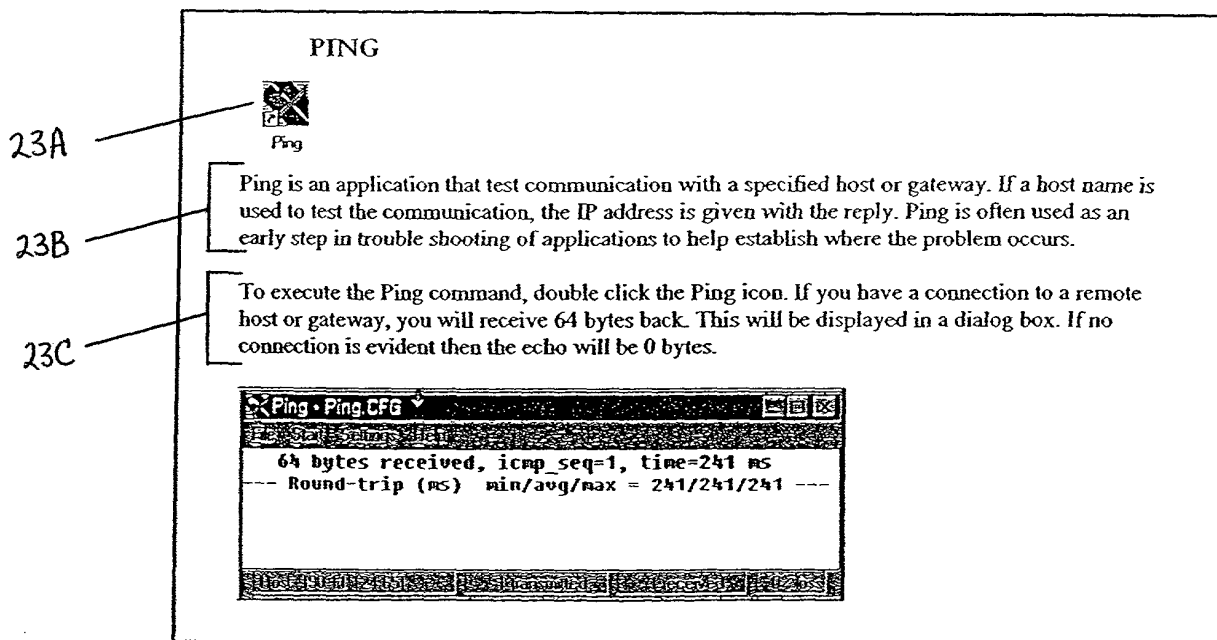 PING
Ping
23A
Ping is an application that test communication with a specified host or gateway. If a host name is
used to test the communication, the IP address is given with the reply. Ping is often used as an
early step in trouble shooting of applications to help establish where the problem occurs.
23B
To execute the Ping command, double click the Ping icon. If you have a connection to a remote
host or gateway, you will receive 64 bytes back. This will be displayed in a dialog box. If no
connection is evident then the echo will be 0 bytes.
23C
Ping • Ping.CFG
File Start Settings Help
64 bytes received, icmp_seq=1, time=241 ms
--- Round-trip (ms) min/avg/max = 241/241/241 ---